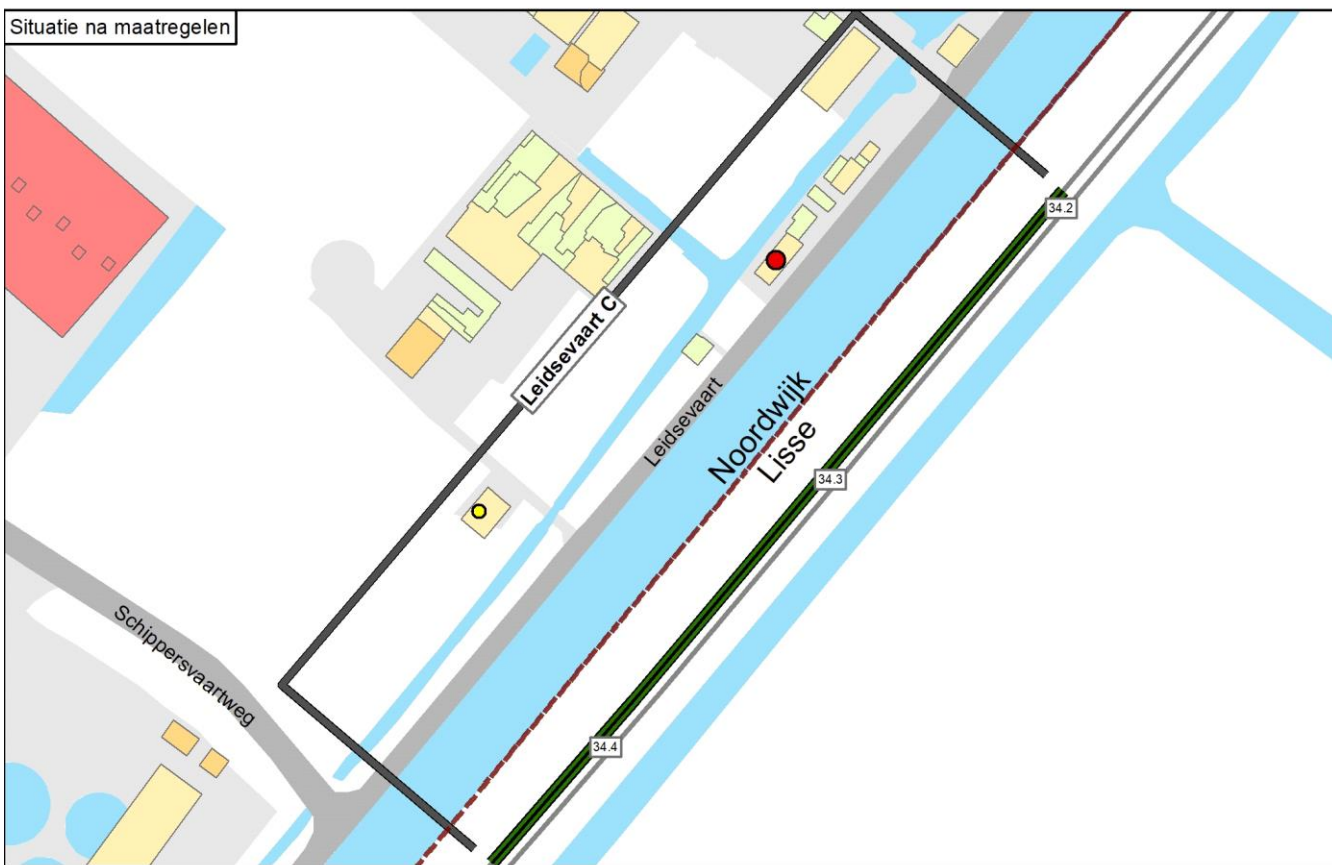 Situatie na maatregelen
34.2
Leidsevaart C
Leidsevaart
Noordwijk
Lisse
34.3
Schippersvaartweg
34.4